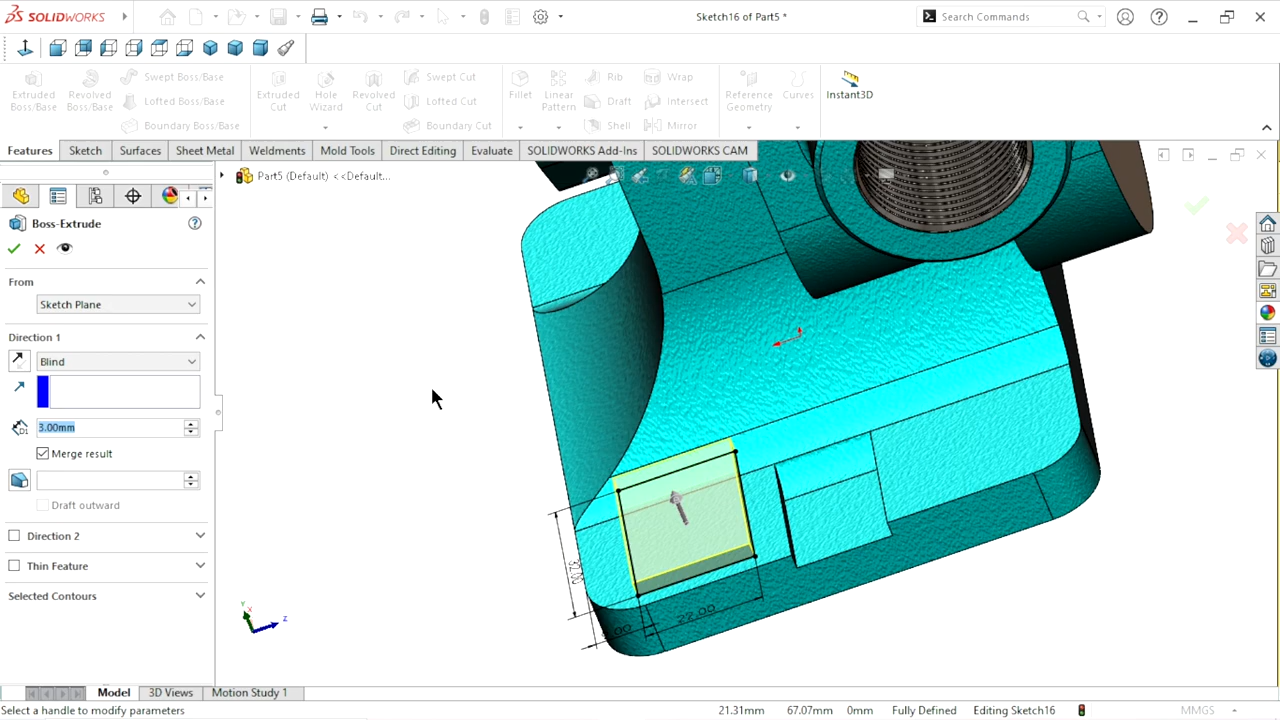 SOLIDWORKS
Sketch16 of Part5 *
Search Commands
Extruded Boss/Base
Revolved Boss/Base
Swept Boss/Base
Lofted Boss/Base
Boundary Boss/Base
Extruded Cut
Hole Wizard
Revolved Cut
Swept Cut
Lofted Cut
Boundary Cut
Fillet
Linear Pattern
Rib
Draft
Shell
Wrap
Intersect
Mirror
Reference Geometry
Curves
Instant3D
Features Sketch Surfaces Sheet Metal Weldments Mold Tools Direct Editing Evaluate SOLIDWORKS Add-Ins SOLIDWORKS CAM
Part5 (Default) <<Default...
Boss-Extrude
From
Sketch Plane
Direction 1
Blind
3.00mm
Merge result
Draft outward
Direction 2
Thin Feature
Selected Contours
22.00
Y
X
Z
Model 3D Views Motion Study 1
Select a handle to modify parameters
21.31mm 67.07mm 0mm Fully Defined Editing Sketch16 MMGS